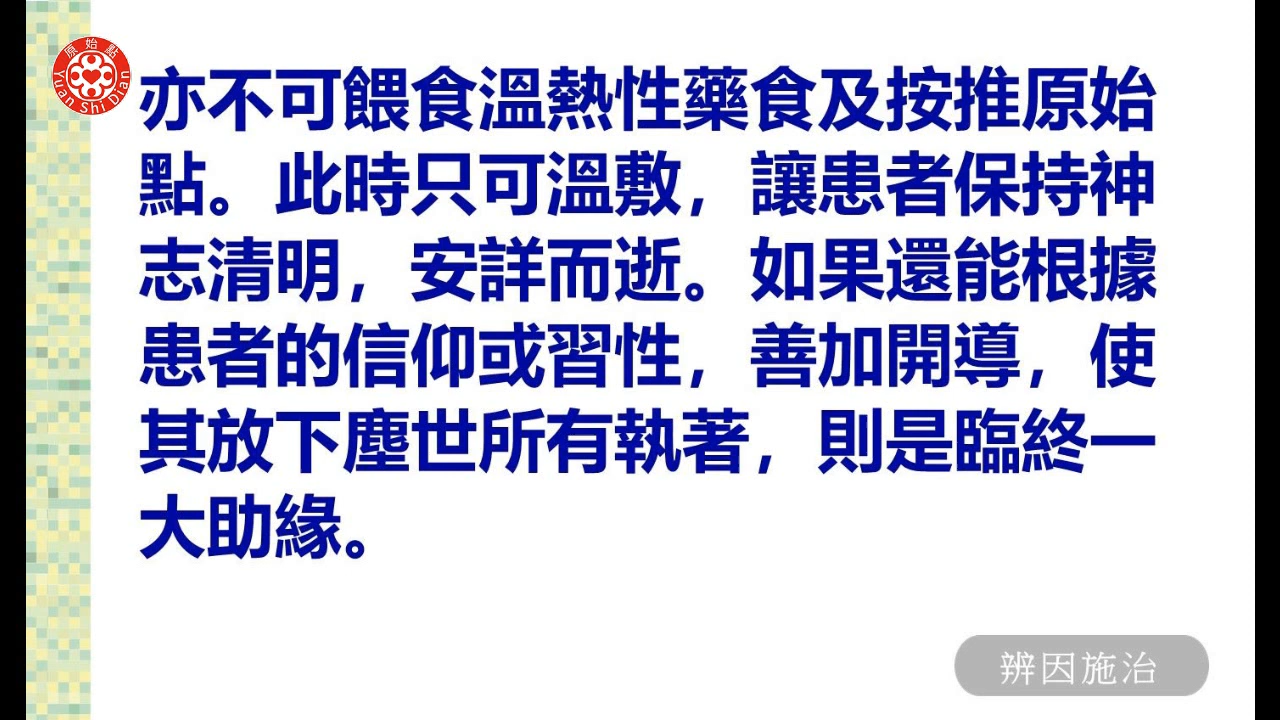 原始點
Yuan Shi Dian
亦不可餵食溫熱性藥食及按推原始
點。此時只可溫敷，讓患者保持神
志清明，安詳而逝。如果還能根據
患者的信仰或習性，善加開導，使
其放下塵世所有執著，則是臨終一
大助緣。
辨因施治